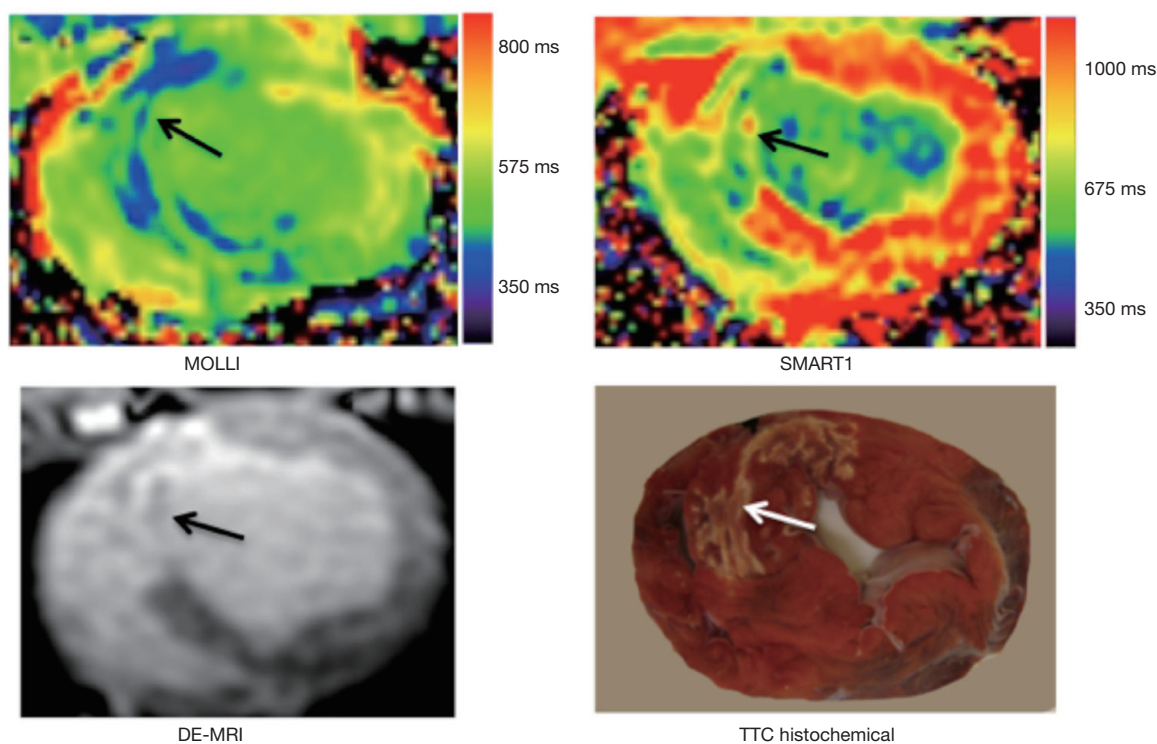 800 ms
575 ms
350 ms
MOLLI
1000 ms
675 ms
350 ms
SMART1
DE-MRI
TTC histochemical